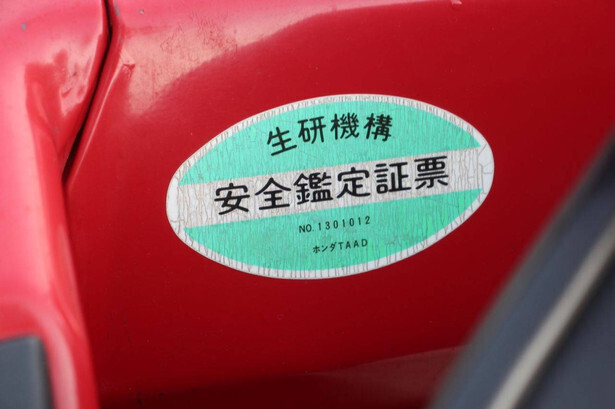 生研機構
安全鑑定証票
NO.1301012
ホンダTAAD